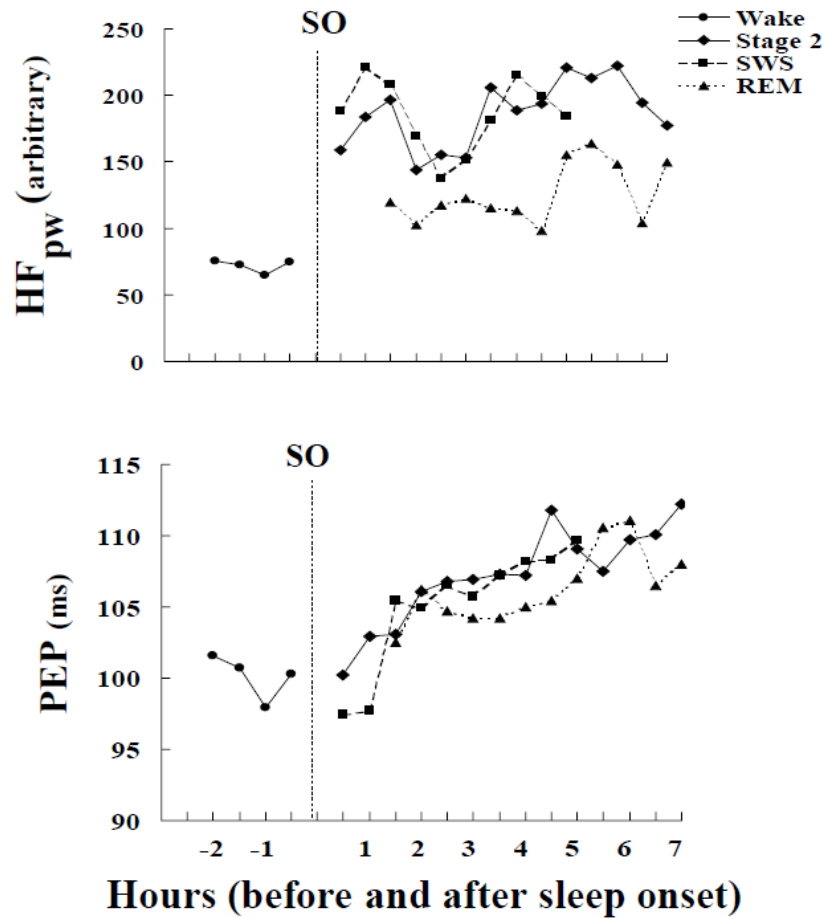 SO
Wake
Stage 2
SWS
REM
HFpw (arbitrary)
250
200
150
100
50
0
SO
PEP (ms)
115
110
105
100
95
90
-2 -1 1 2 3 4 5 6 7
Hours (before and after sleep onset)